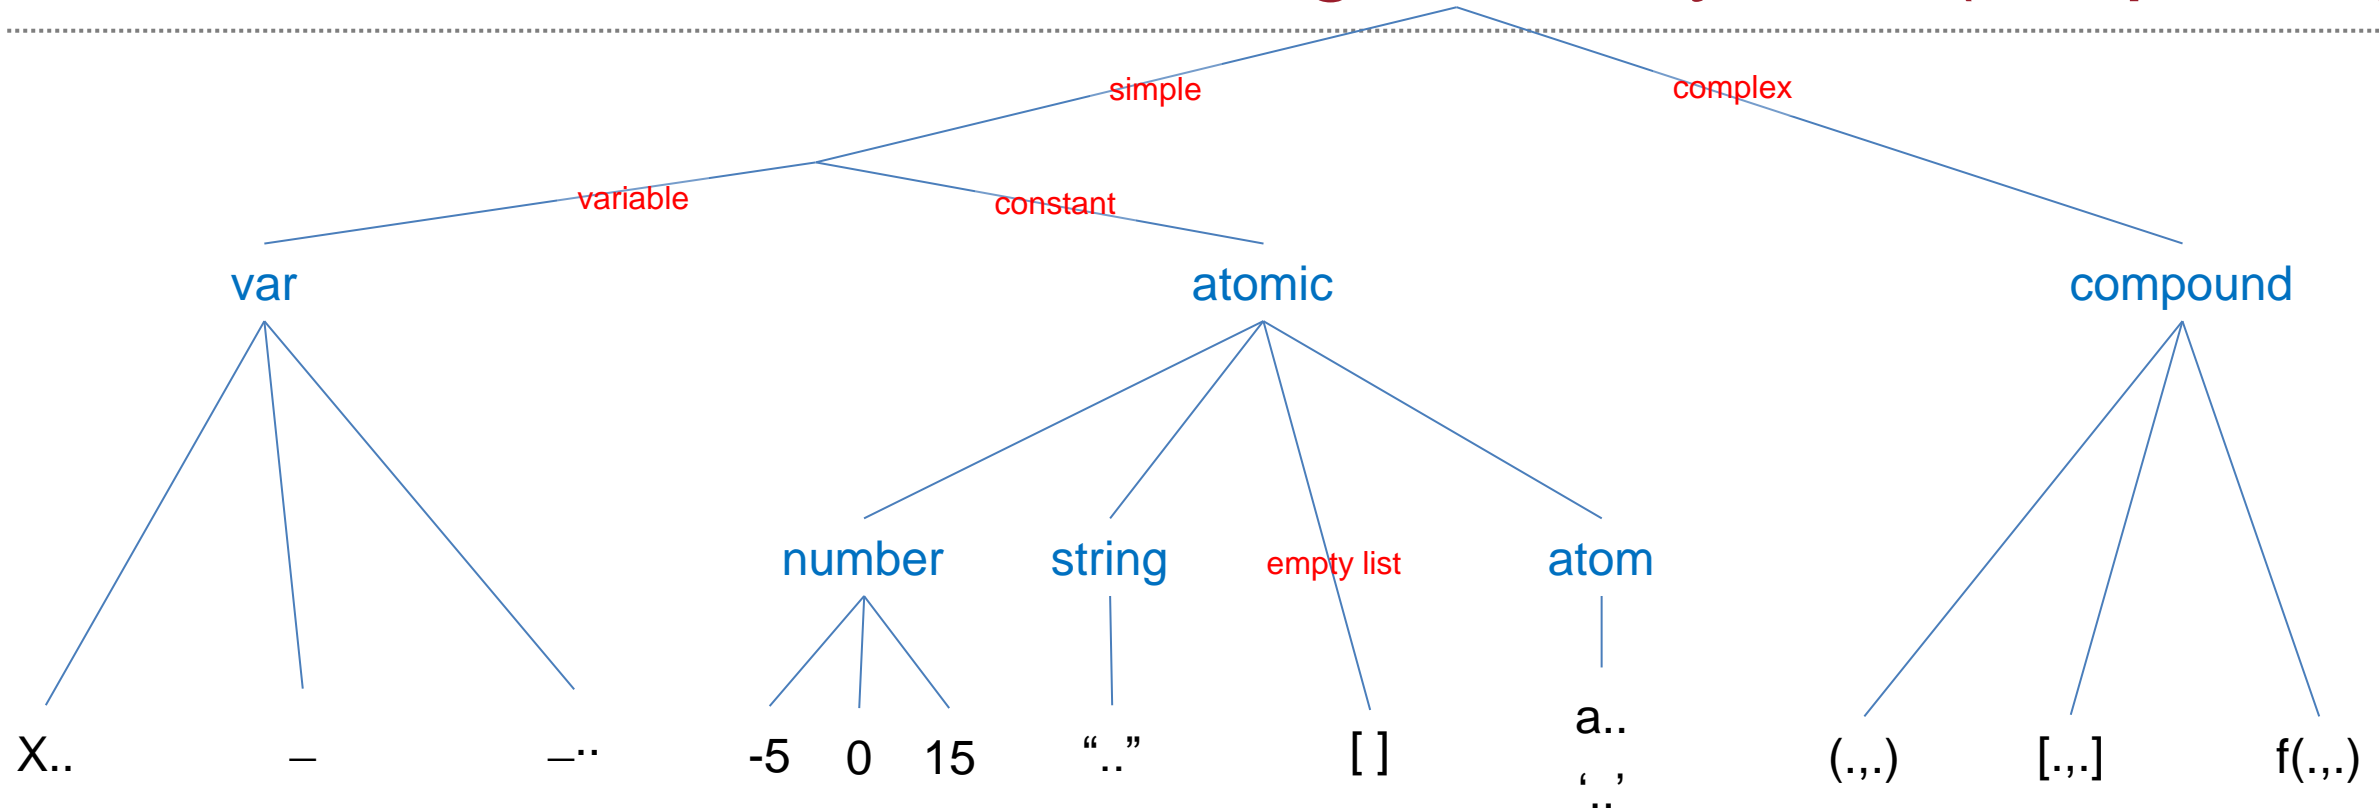 simple
complex
variable
constant
var
atomic
compound
number
string
empty list
atom
X..
_
_..
-5
0
15
“..”
[ ]
a..
‘..’
(.,.)
[.,.]
f(.,.)